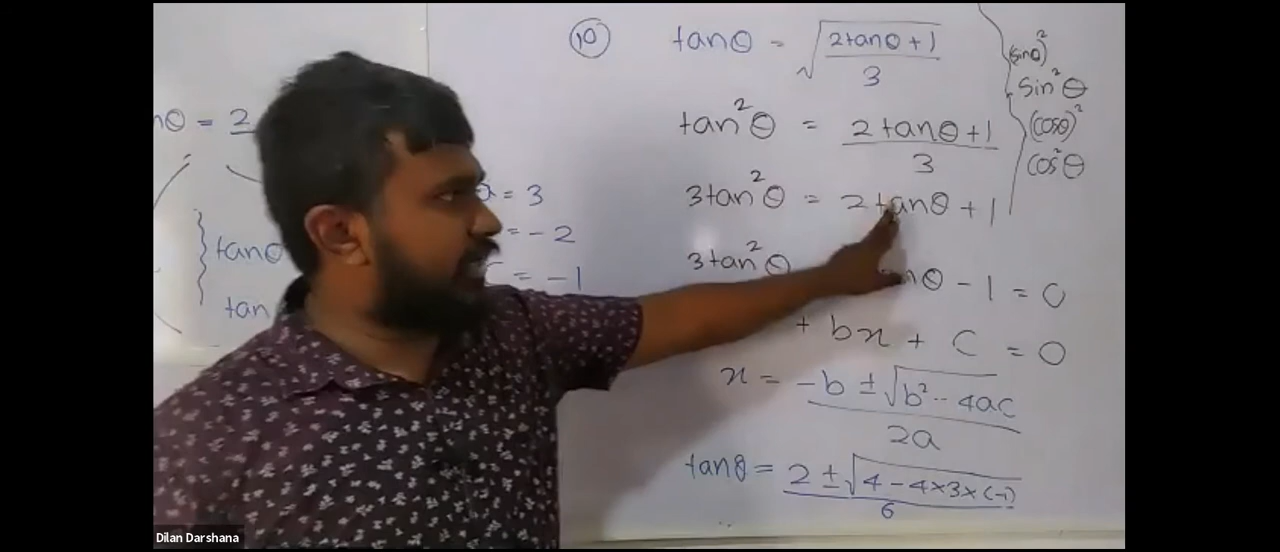 ⑩ tanθ = √(2tanθ + 1)/3
tan²θ = (2tanθ + 1)/3
3tan²θ = 2tanθ + 1
3tan²θ anθ - 1 = 0
+ bx + C = 0
x = (-b ± √(b² - 4ac))/2a
tanθ = (2 ± √(4 - 4×3×(-1)))/6
(sinθ)²
sin²θ
(cosθ)²
cos²θ
nθ = 2
a = 3
= -2
= -1
tanθ
tan
Dilan Darshana